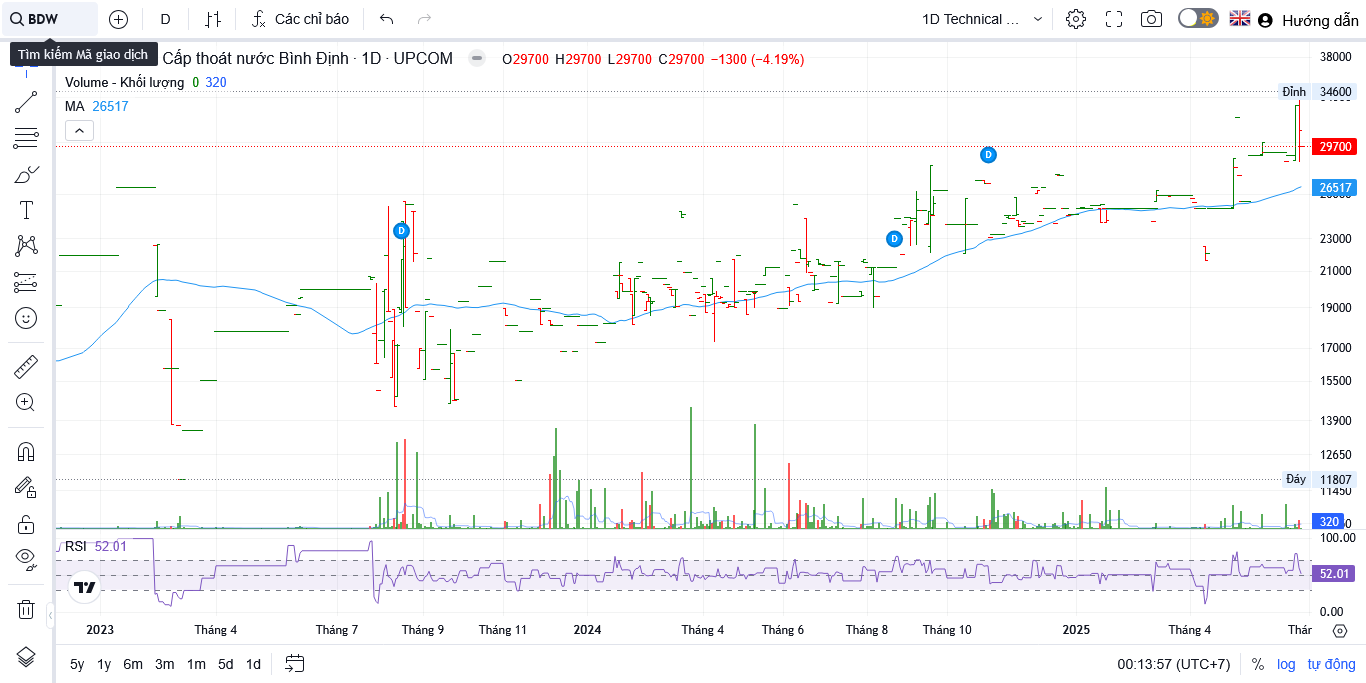 BDW
D
Các chỉ báo
1D Technical ...
Hướng dẫn
Tìm kiếm Mã giao dịch
Cấp thoát nước Bình Định · 1D · UPCOM
O29700 H29700 L29700 C29700 −1300 (−4.19%)
Volume - Khối lượng 0 320
MA 26517
38000
Đỉnh 34600
29700
26517
23000
21000
19000
17000
15500
13900
12650
Đáy 11807
11450
320
D
D
D
RSI 52.01
100.00
52.01
0.00
2023 Tháng 4 Tháng 7 Tháng 9 Tháng 11 2024 Tháng 4 Tháng 6 Tháng 8 Tháng 10 2025 Tháng 4 Thár
5y 1y 6m 3m 1m 5d 1d
00:13:57 (UTC+7) % log tự động